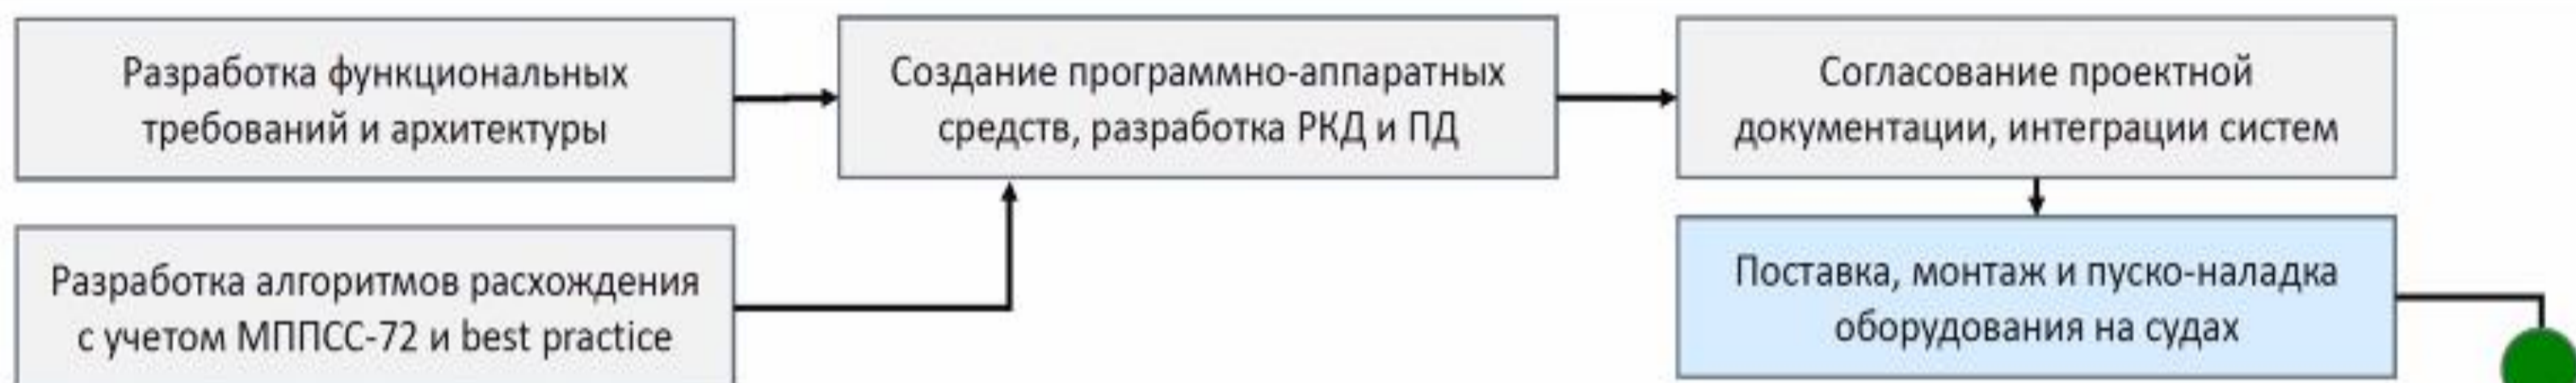 Разработка функциональных
требований и архитектуры
Создание программно-аппаратных
средств, разработка РКД и ПД
Согласование проектной
документации, интеграции систем
Разработка алгоритмов расхождения
с учетом МППСС-72 и best practice
Поставка, монтаж и пуско-наладка
оборудования на судах